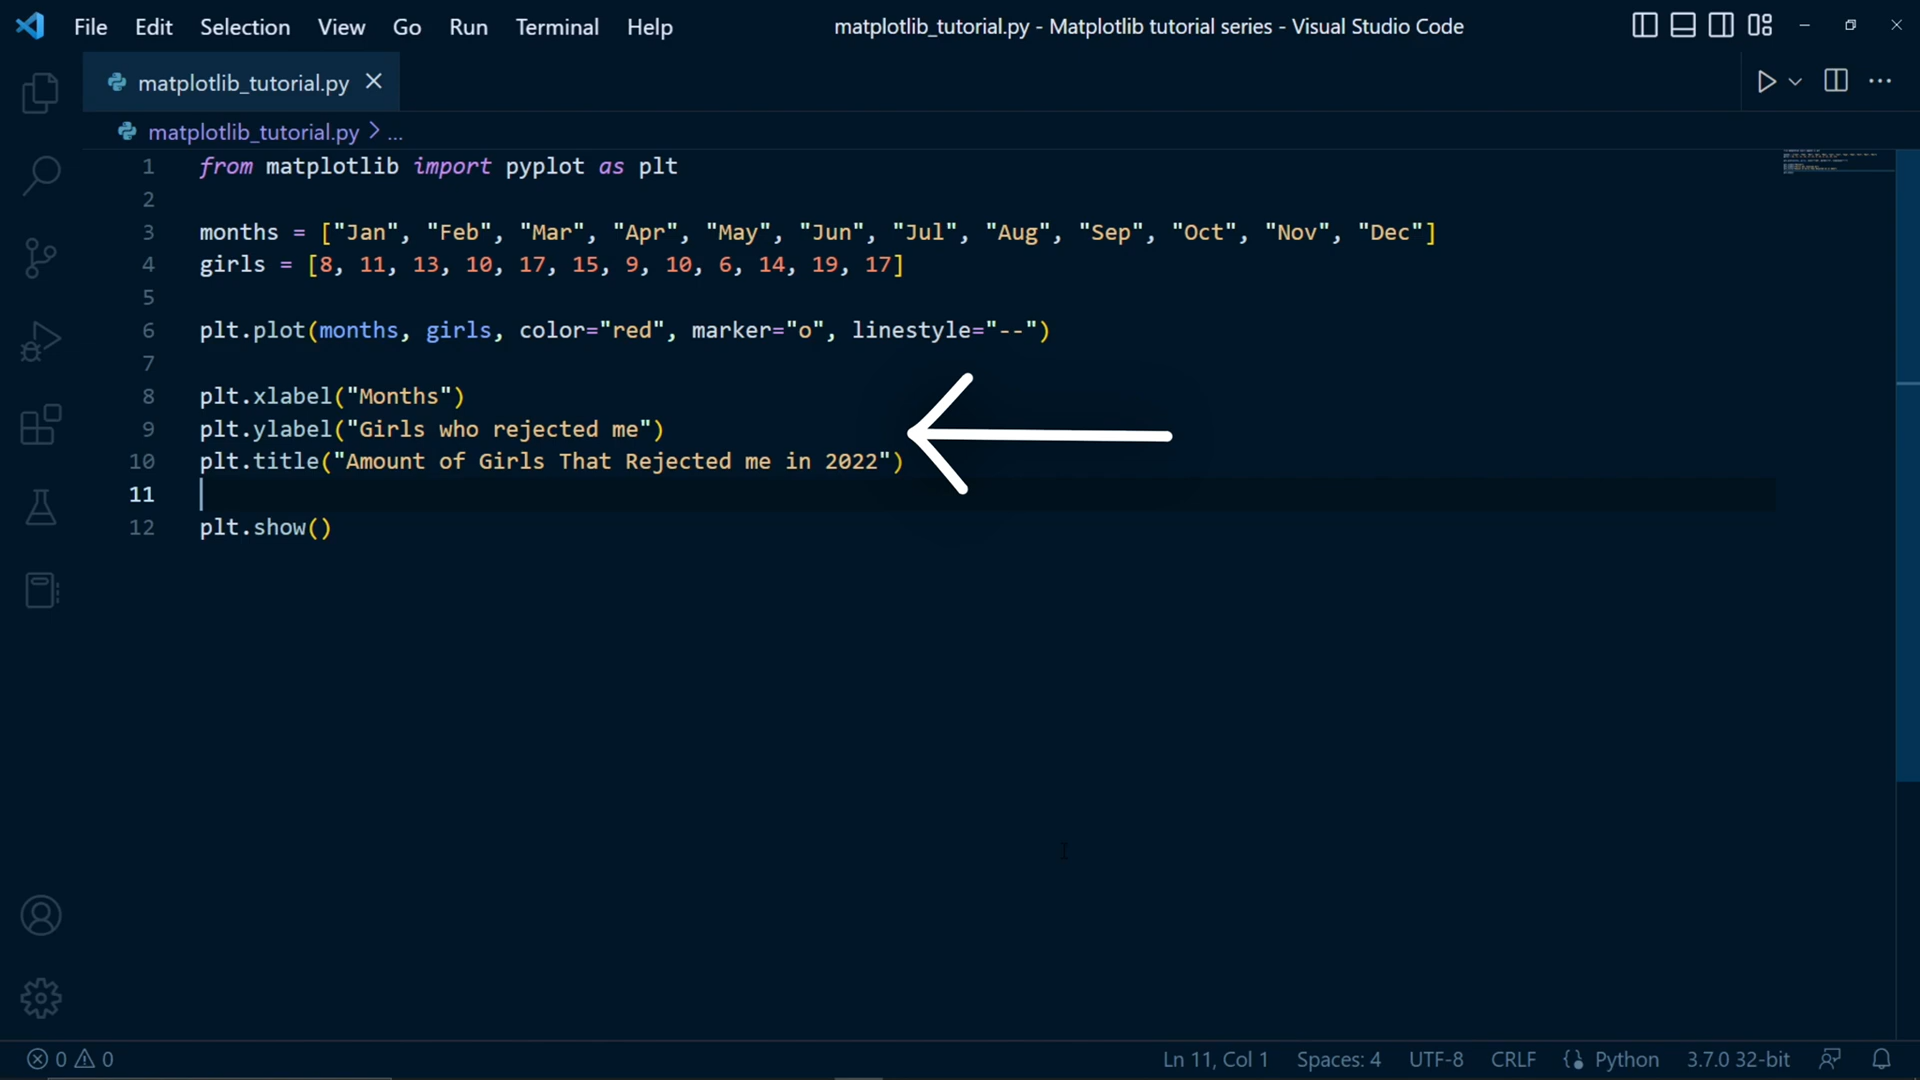 File Edit Selection View Go Run Terminal Help
matplotlib_tutorial.py - Matplotlib tutorial series - Visual Studio Code
matplotlib_tutorial.py
matplotlib_tutorial.py > ...
1 from matplotlib import pyplot as plt
2
3 months = ["Jan", "Feb", "Mar", "Apr", "May", "Jun", "Jul", "Aug", "Sep", "Oct", "Nov", "Dec"]
4 girls = [8, 11, 13, 10, 17, 15, 9, 10, 6, 14, 19, 17]
5
6 plt.plot(months, girls, color="red", marker="o", linestyle="--")
7
8 plt.xlabel("Months")
9 plt.ylabel("Girls who rejected me")
10 plt.title("Amount of Girls That Rejected me in 2022")
11
12 plt.show()
0 0 Ln 11, Col 1 Spaces: 4 UTF-8 CRLF Python 3.7.0 32-bit